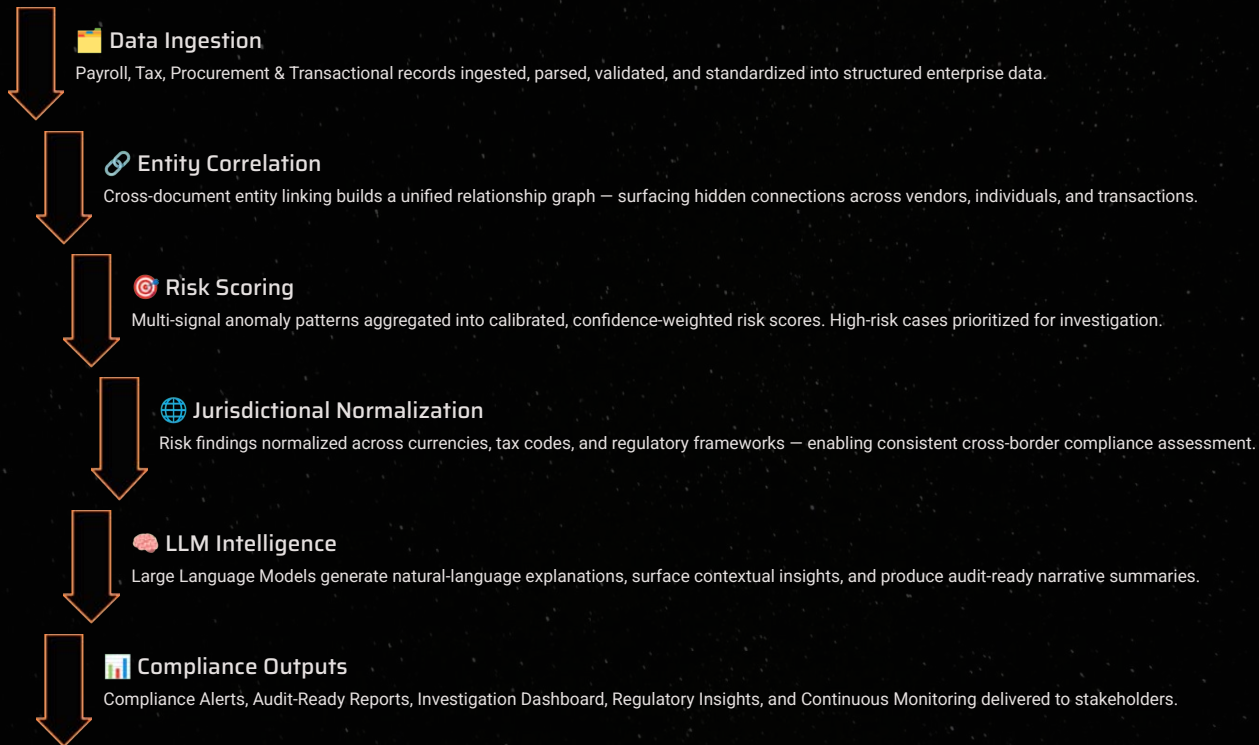 Data Ingestion
Payroll, Tax, Procurement & Transactional records ingested, parsed, validated, and standardized into structured enterprise data.
Entity Correlation
Cross-document entity linking builds a unified relationship graph — surfacing hidden connections across vendors, individuals, and transactions.
Risk Scoring
Multi-signal anomaly patterns aggregated into calibrated, confidence-weighted risk scores. High-risk cases prioritized for investigation.
Jurisdictional Normalization
Risk findings normalized across currencies, tax codes, and regulatory frameworks — enabling consistent cross-border compliance assessment.
LLM Intelligence
Large Language Models generate natural-language explanations, surface contextual insights, and produce audit-ready narrative summaries.
Compliance Outputs
Compliance Alerts, Audit-Ready Reports, Investigation Dashboard, Regulatory Insights, and Continuous Monitoring delivered to stakeholders.